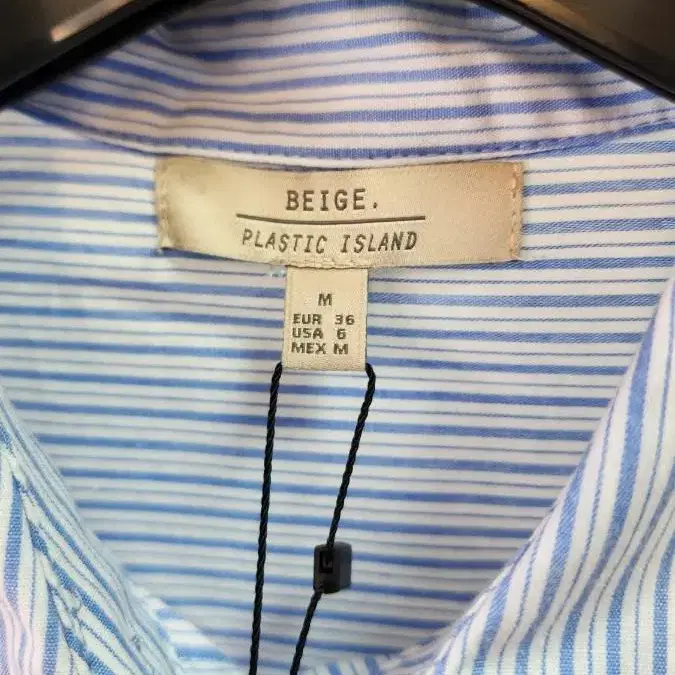 BEIGE.
PLASTIC ISLAND
M
EUR 36
USA 6
MEX M